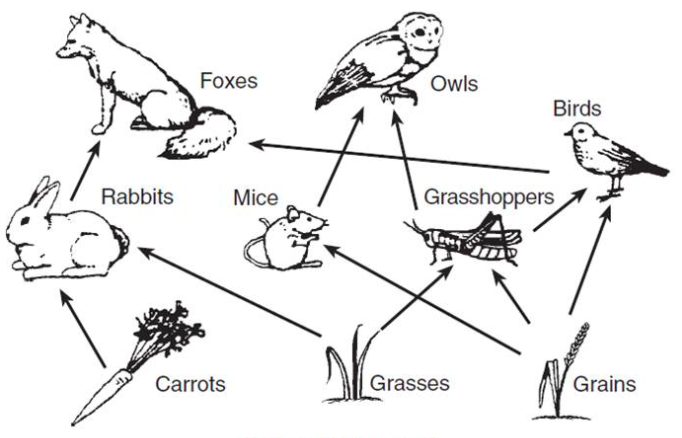 Foxes
Owls
Birds
Rabbits
Mice
Grasshoppers
Carrots
Grasses
Grains